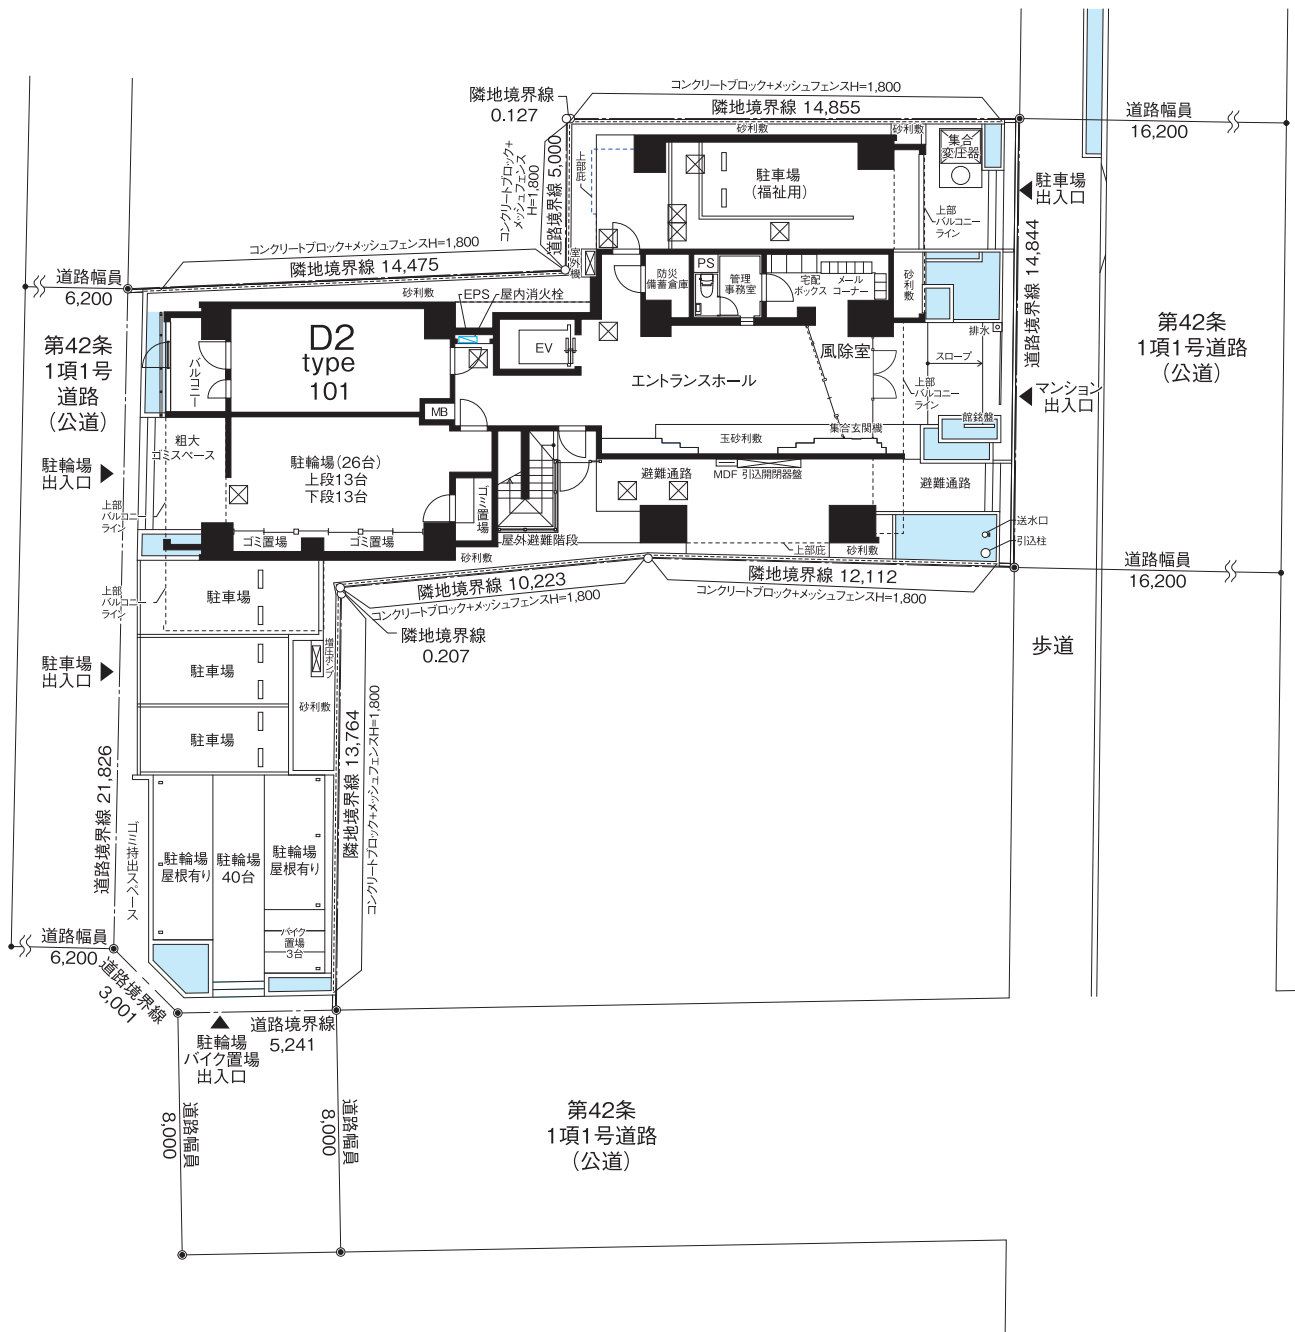 コンクリートブロック+メッシュフェンスH=1,800
隣地境界線
0.127
隣地境界線 14,855
道路幅員
16,200
砂利敷
砂利敷
集合
変圧器
コンクリートブロック+
メッシュフェンス
H=1,800
道路境界線 5,000
上部庇
駐車場
(福祉用)
駐車場
出入口
上部
バルコニー
ライン
道路境界線 14,844
コンクリートブロック+メッシュフェンスH=1,800
隣地境界線 14,475
道路幅員
6,200
室外機
防災
備蓄倉庫
PS
管理
事務室
宅配
ボックス
メール
コーナー
砂利敷
砂利敷
EPS
屋内消火栓
第42条
1項1号
道路
(公道)
バルコニー
D2
type
101
EV
MB
エントランスホール
風除室
排水
スロープ
上部
バルコニー
ライン
館銘盤
マンション
出入口
第42条
1項1号道路
(公道)
粗大
ゴミスペース
駐輪場
出入口
駐輪場(26台)
上段13台
下段13台
玉砂利敷
集合玄関機
避難通路
MDF
引込開閉器盤
避難通路
上部
バルコニー
ライン
ゴミ置場
ゴミ置場
ゴミ置場
屋外避難階段
砂利敷
上部庇
砂利敷
送水口
引込柱
道路幅員
16,200
隣地境界線 10,223
コンクリートブロック+メッシュフェンスH=1,800
隣地境界線 12,112
コンクリートブロック+メッシュフェンスH=1,800
上部
バルコニー
ライン
駐車場
隣地境界線
0.207
歩道
駐車場
出入口
駐車場
増圧ポンプ
砂利敷
駐車場
道路境界線 21,826
隣地境界線 13,764
コンクリートブロック+メッシュフェンスH=1,800
ゴミ持出スペース
駐輪場
屋根有り
駐輪場
40台
駐輪場
屋根有り
バイク
置場
3台
道路幅員
6,200
道路境界線
3,001
駐輪場
バイク置場
出入口
道路境界線
5,241
道路幅員
8,000
道路幅員
8,000
第42条
1項1号道路
(公道)